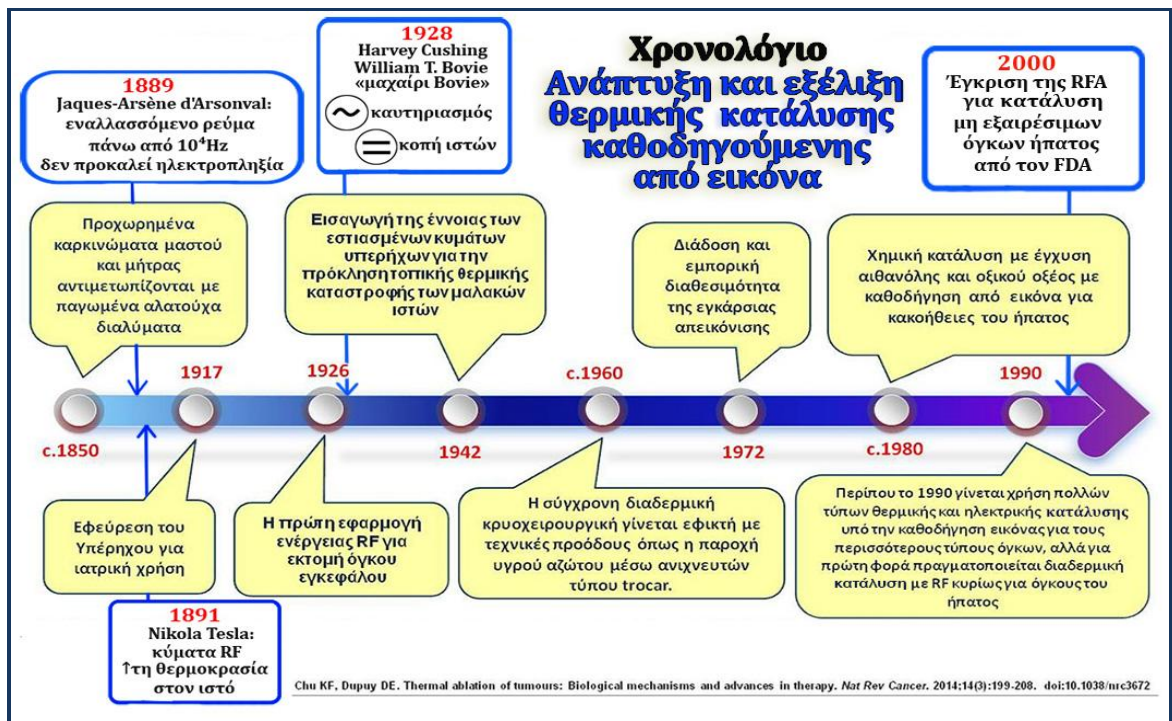 Χρονολόγιο
Ανάπτυξη και εξέλιξη
θερμικής κατάλυσης
καθοδηγούμενης
από εικόνα
1889
Jaques-Arsène d'Arsonval:
εναλλασσόμενο ρεύμα
πάνω από 10⁴Hz
δεν προκαλεί ηλεκτροπληξία
1928
Harvey Cushing
William T. Bovie
«μαχαίρι Bovie»
~ καυτηριασμός
= κοπή ιστών
2000
Έγκριση της RFA
για κατάλυση
μη εξαιρέσιμων
όγκων ήπατος
από τον FDA
Προχωρημένα
καρκινώματα μαστού
και μήτρας
αντιμετωπίζονται με
παγωμένα αλατούχα
διαλύματα
Εισαγωγή της έννοιας των
εστιασμένων κυμάτων
υπερήχων για την
πρόκληση τοπικής θερμικής
καταστροφής των μαλακών
ιστών
Διάδοση και
εμπορική
διαθεσιμότητα
της εγκάρσιας
απεικόνισης
Χημική κατάλυση με έγχυση
αιθανόλης και οξικού οξέος με
καθοδήγηση από εικόνα για
κακοήθειες του ήπατος
c.1850
1917
1926
1942
c.1960
1972
c.1980
1990
Εφεύρεση του
Υπέρηχου για
ιατρική χρήση
Η πρώτη εφαρμογή
ενέργειας RF για
εκτομή όγκου
εγκεφάλου
Η σύγχρονη διαδερμική
κρυοχειρουργική γίνεται εφικτή με
τεχνικές προόδους όπως η παροχή
υγρού αζώτου μέσω ανιχνευτών
τύπου trocar.
Περίπου το 1990 γίνεται χρήση πολλών
τύπων θερμικής και ηλεκτρικής κατάλυσης
υπό την καθοδήγηση εικόνας για τους
περισσότερους τύπους όγκων, αλλά για
πρώτη φορά πραγματοποιείται διαδερμική
κατάλυση με RF κυρίως για όγκους του
ήπατος
1891
Nikola Tesla:
κύματα RF
↑τη θερμοκρασία
στον ιστό
Chu KF, Dupuy DE. Thermal ablation of tumours: Biological mechanisms and advances in therapy. Nat Rev Cancer. 2014;14(3):199-208. doi:10.1038/nrc3672